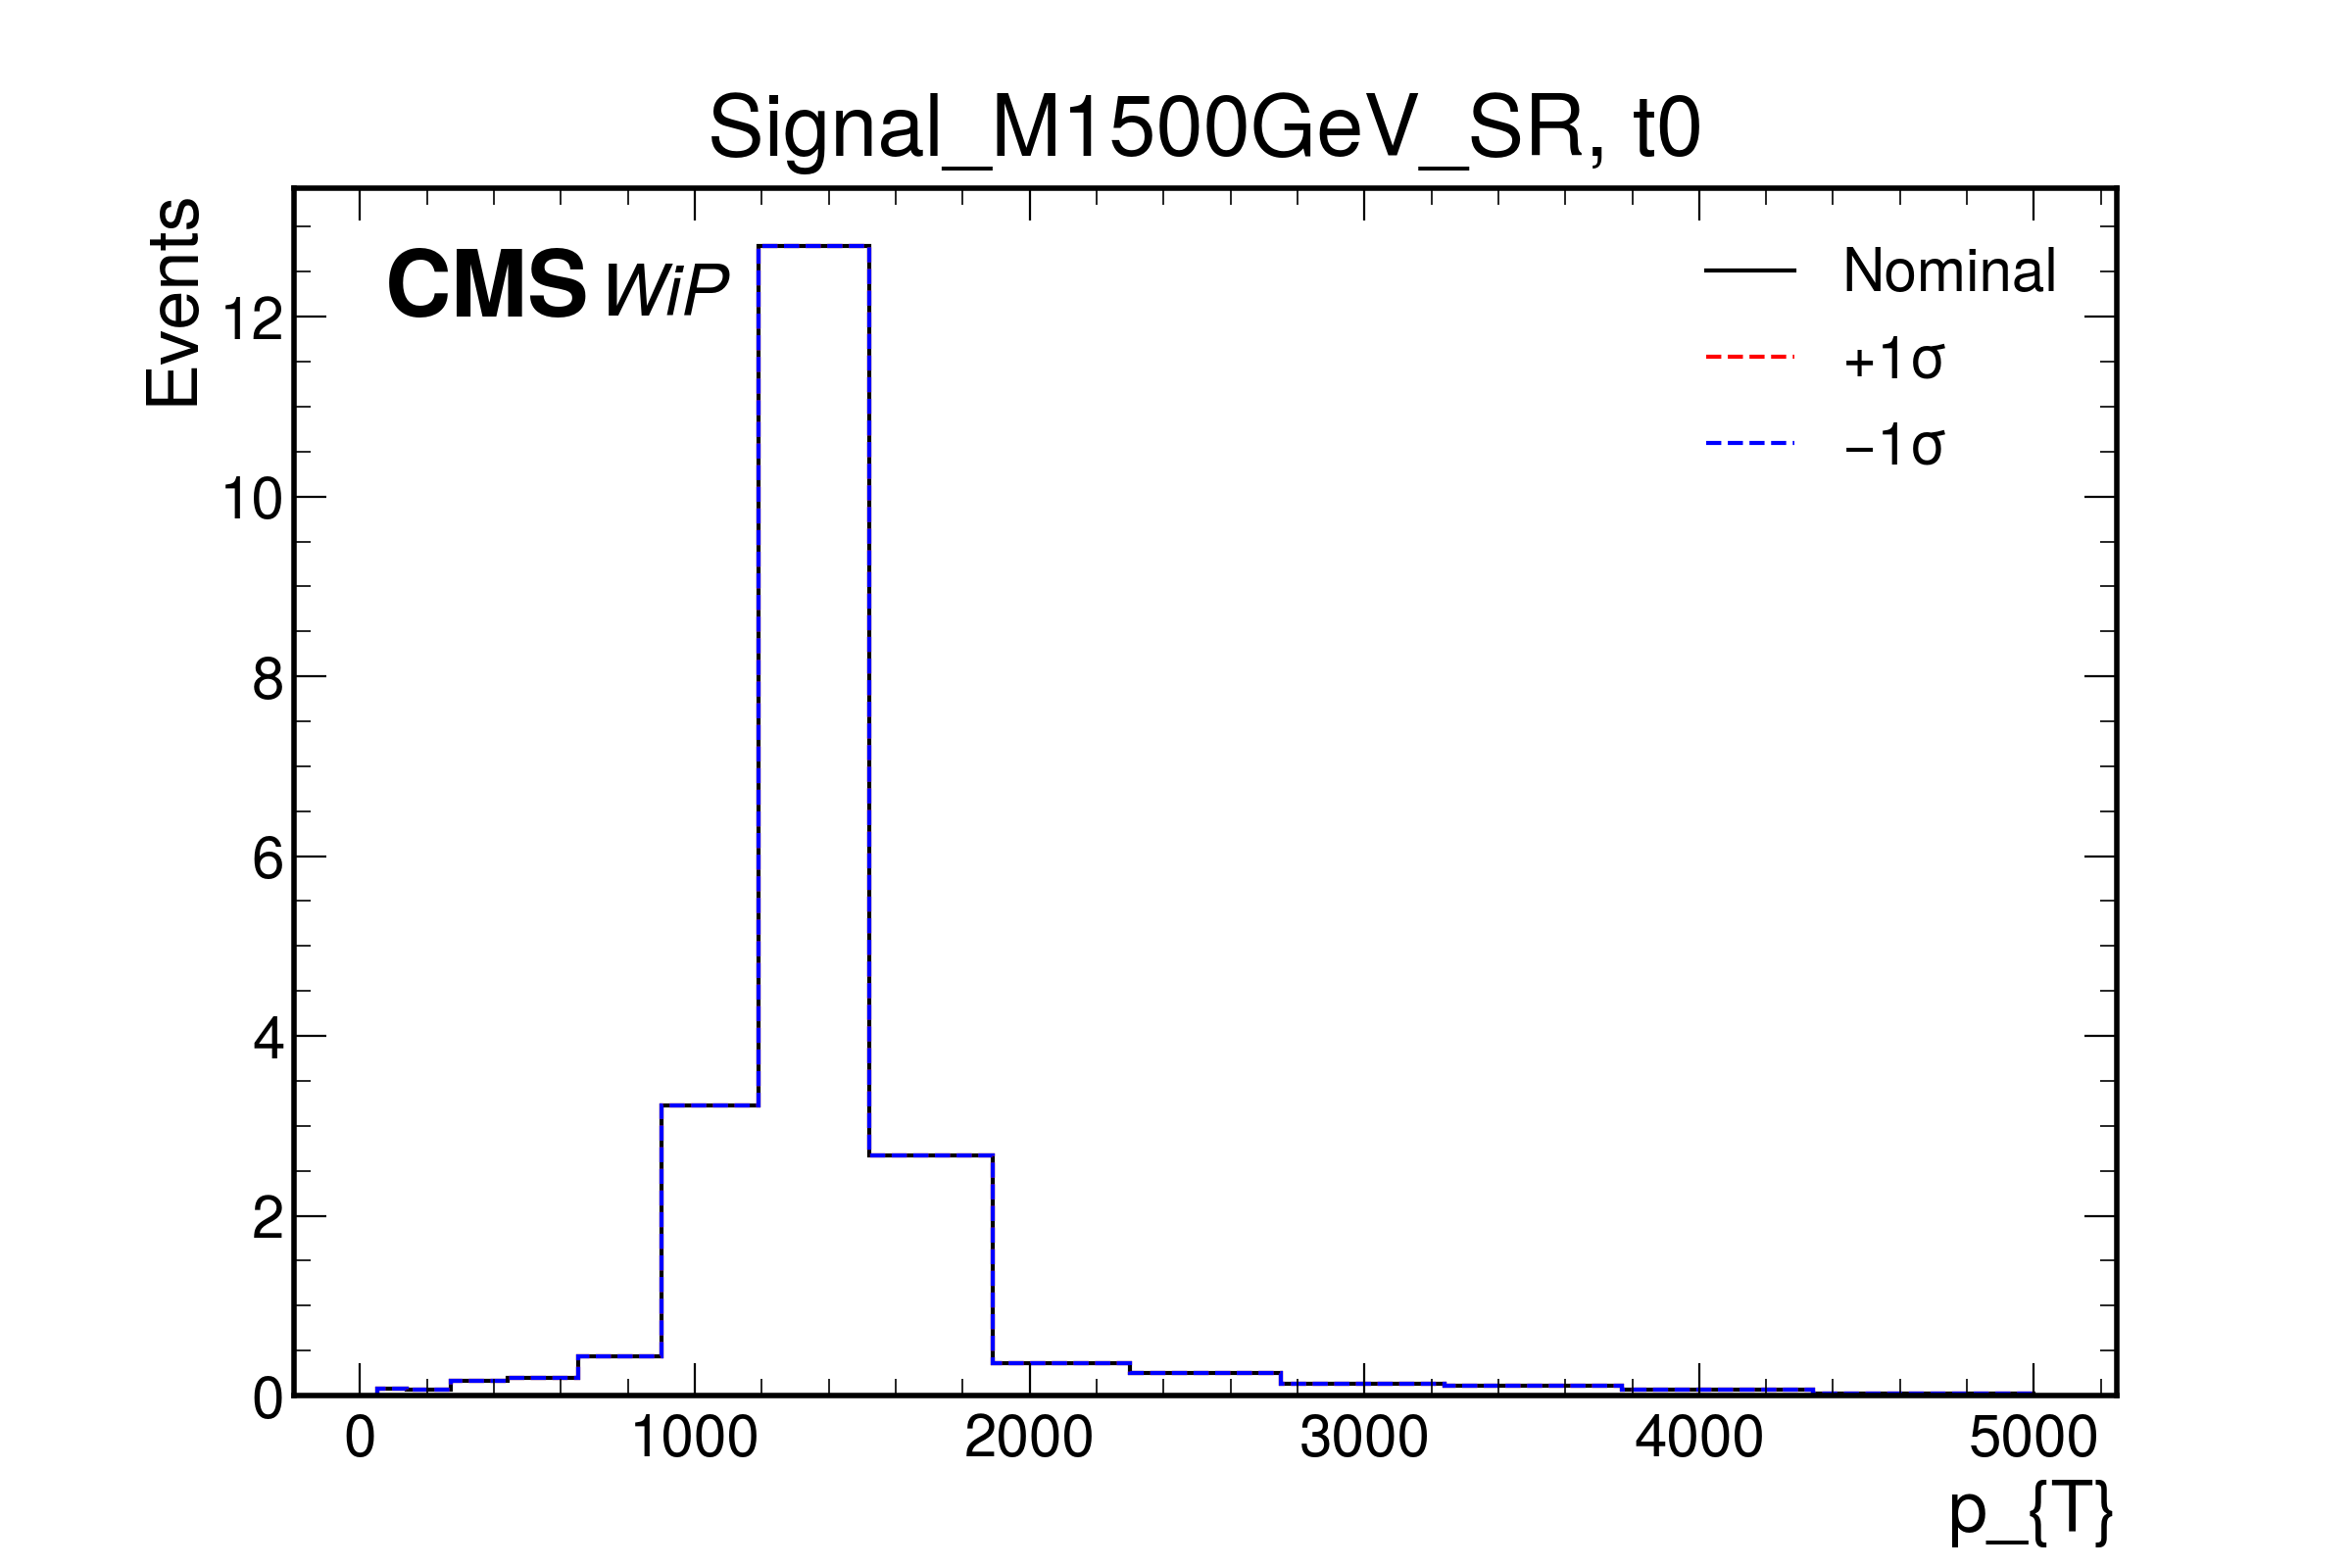 Signal_M1500GeV_SR, t0
Events
CMS WiP
Nominal
+1σ
−1σ
12
10
8
6
4
2
0
0 1000 2000 3000 4000 5000
p_{T}